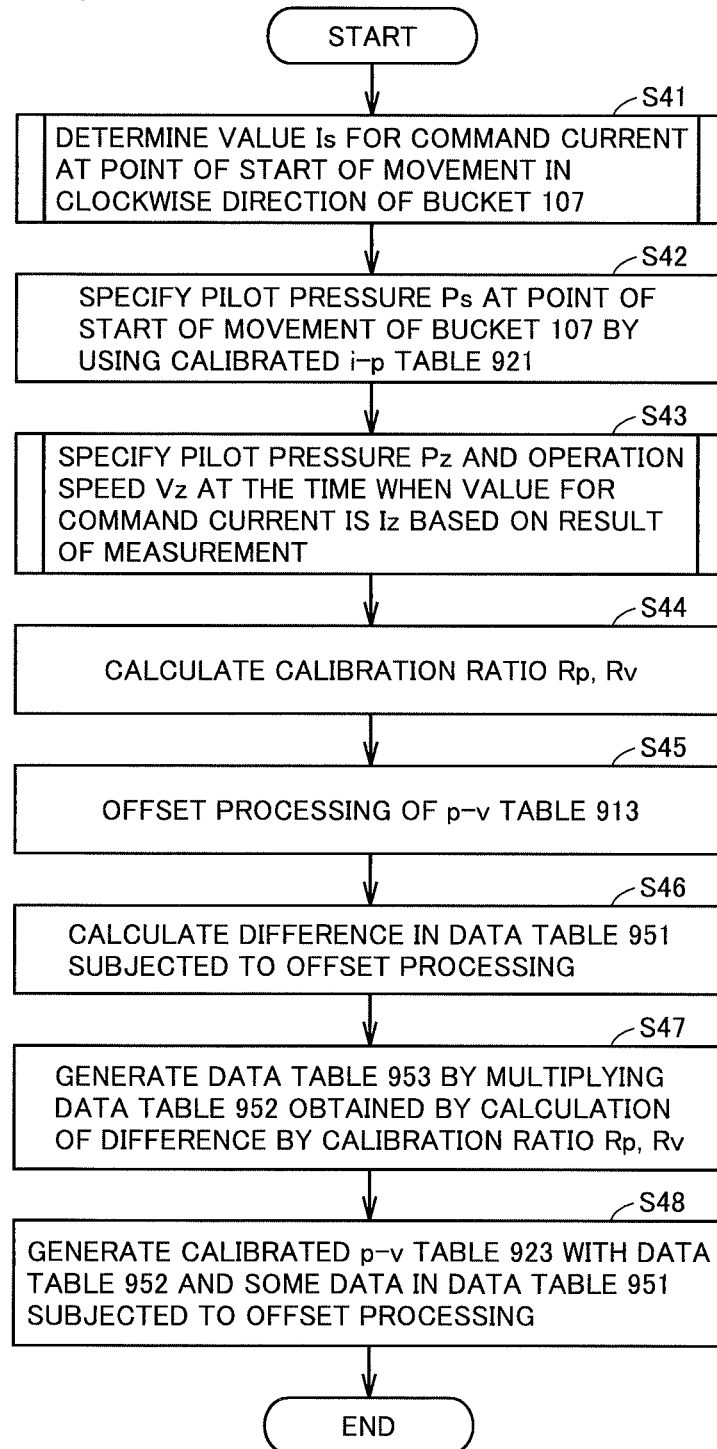 START
S41
DETERMINE VALUE Is FOR COMMAND CURRENT
AT POINT OF START OF MOVEMENT IN
CLOCKWISE DIRECTION OF BUCKET 107
S42
SPECIFY PILOT PRESSURE Ps AT POINT OF
START OF MOVEMENT OF BUCKET 107 BY
USING CALIBRATED i-p TABLE 921
S43
SPECIFY PILOT PRESSURE Pz AND OPERATION
SPEED Vz AT THE TIME WHEN VALUE FOR
COMMAND CURRENT IS Iz BASED ON RESULT
OF MEASUREMENT
S44
CALCULATE CALIBRATION RATIO Rp, Rv
S45
OFFSET PROCESSING OF p-v TABLE 913
S46
CALCULATE DIFFERENCE IN DATA TABLE 951
SUBJECTED TO OFFSET PROCESSING
S47
GENERATE DATA TABLE 953 BY MULTIPLYING
DATA TABLE 952 OBTAINED BY CALCULATION
OF DIFFERENCE BY CALIBRATION RATIO Rp, Rv
S48
GENERATE CALIBRATED p-v TABLE 923 WITH DATA
TABLE 952 AND SOME DATA IN DATA TABLE 951
SUBJECTED TO OFFSET PROCESSING
END